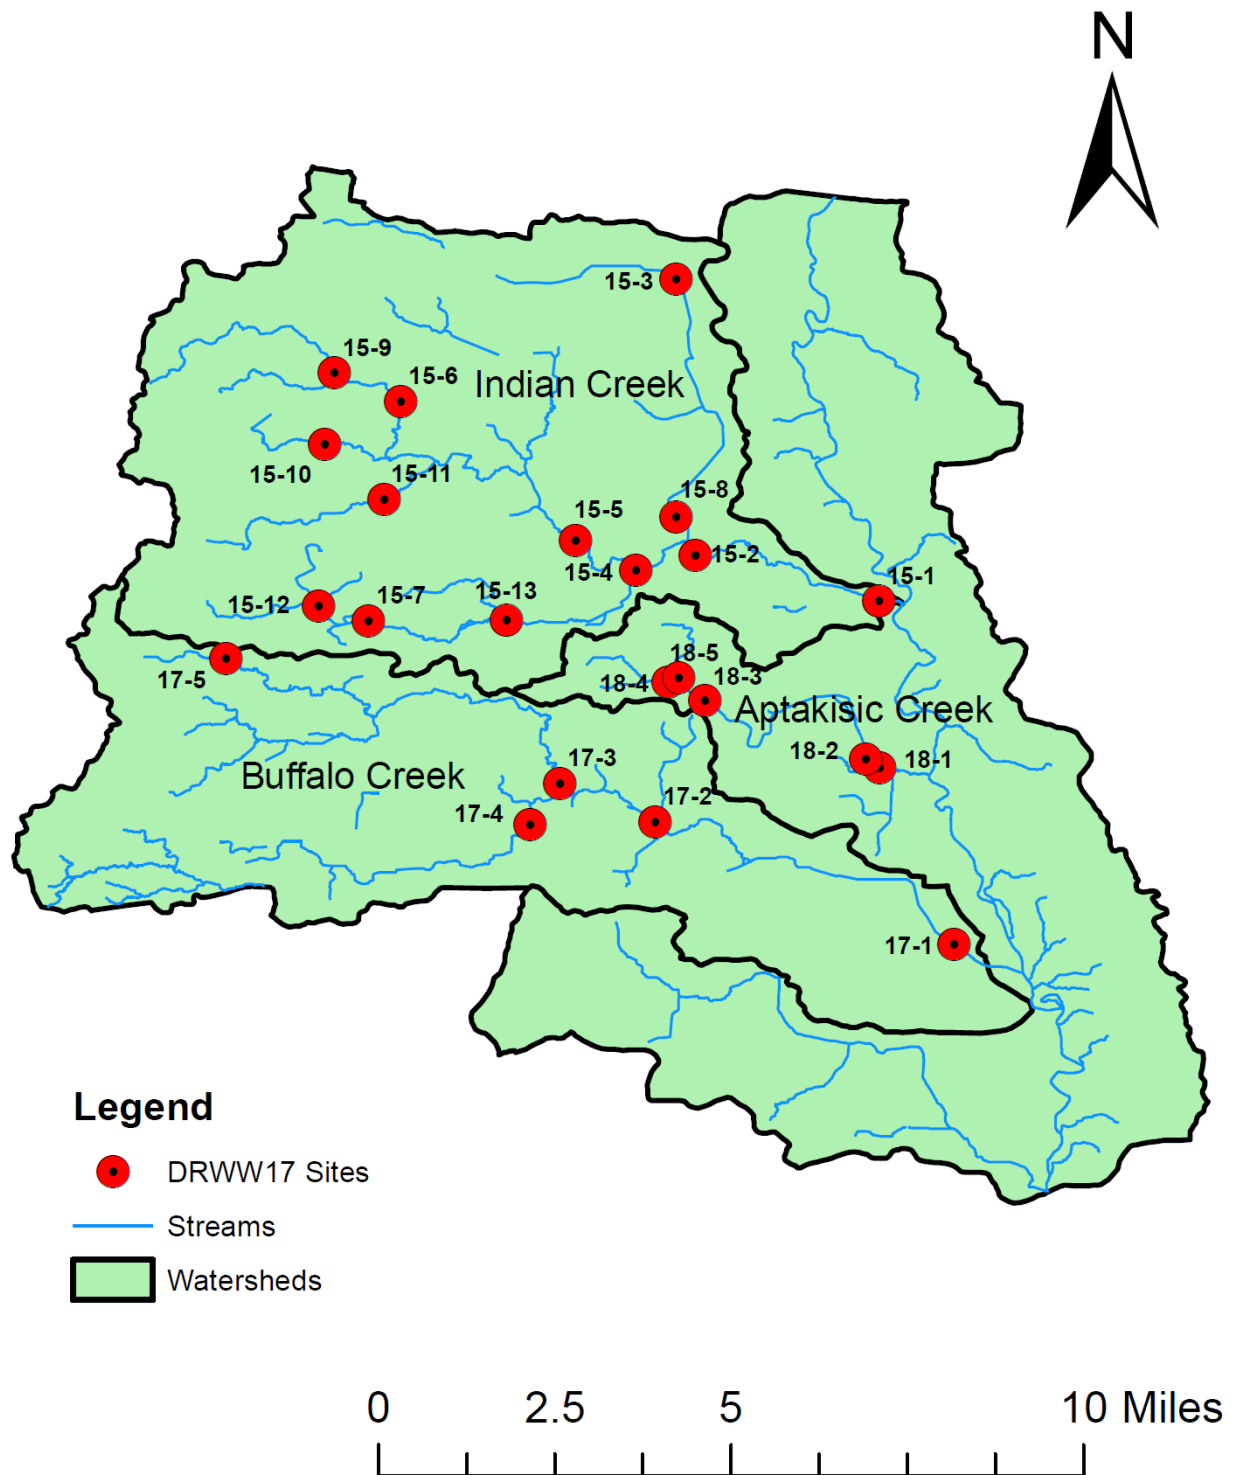 N
15-3
15-9
15-6
Indian Creek
15-10
15-11
15-8
15-5
15-2
15-4
15-1
15-13
15-7
15-12
18-5
17-5
18-4
18-3
Aptakisic Creek
18-2
18-1
17-3
Buffalo Creek
17-2
17-4
17-1
Legend
DRWW17 Sites
Streams
Watersheds
0 2.5 5 10 Miles